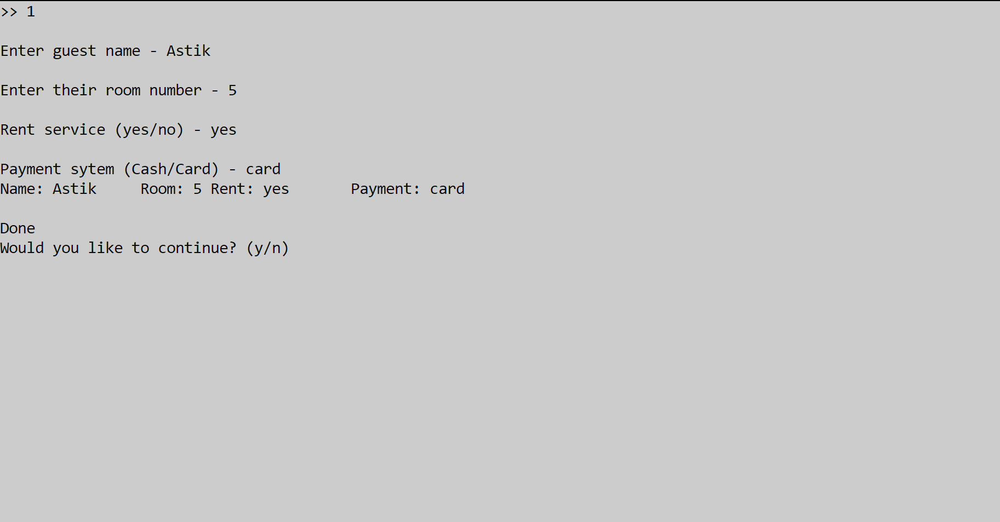 >> 1
Enter guest name - Astik
Enter their room number - 5
Rent service (yes/no) - yes
Payment sytem (Cash/Card) - card
Name: Astik     Room: 5 Rent: yes       Payment: card
Done
Would you like to continue? (y/n)